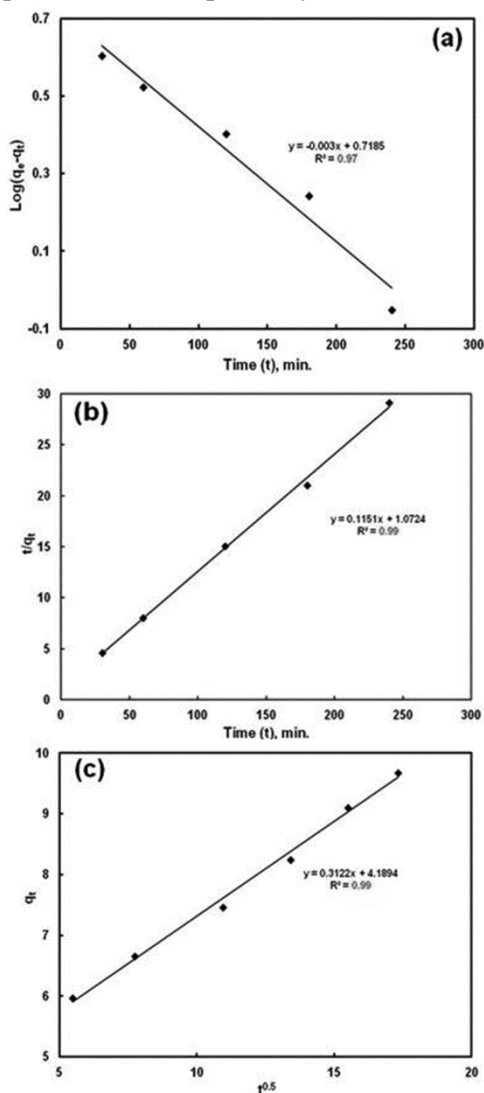 (a)
0.7
0.5
0.3
0.1
-0.1
Log(qe-qt)
y = -0.003x + 0.7185
R² = 0.97
0 50 100 150 200 250 300
Time (t), min.
(b)
30
25
20
15
10
5
0
t/qt
y = 0.1151x + 1.0724
R² = 0.99
0 50 100 150 200 250 300
Time (t), min.
(c)
10
9
8
7
6
5
qt
y = 0.3122x + 4.1894
R² = 0.99
5 10 15 20
t0.5